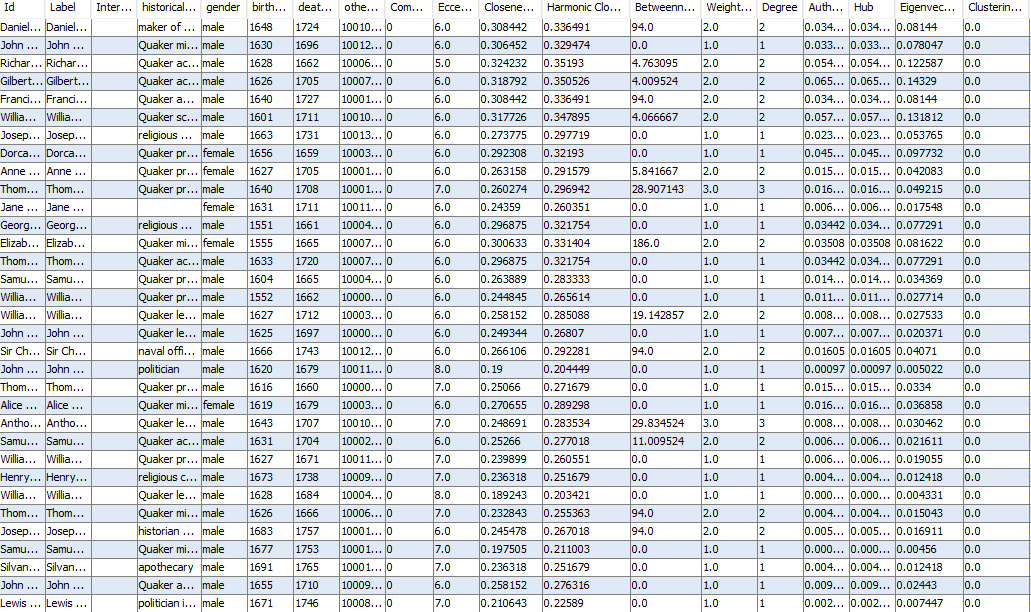 Id Label Inter... historical... gender birth... deat... othe... Com... Ecce... Closene... Harmonic Clo... Betweenn... Weight... Degree Auth... Hub Eigenvec... Clusterin...
Daniel... Daniel... maker of ... male 1648 1724 10010... 0 6.0 0.308442 0.336491 94.0 2.0 2 0.034... 0.034... 0.08144 0.0
John ... John ... Quaker mi... male 1630 1696 10012... 0 6.0 0.306452 0.329474 0.0 1.0 1 0.033... 0.033... 0.078047 0.0
Richar... Richar... Quaker ac... male 1628 1662 10006... 0 5.0 0.324232 0.35193 4.763095 2.0 2 0.054... 0.054... 0.122587 0.0
Gilbert... Gilbert... Quaker ac... male 1626 1705 10007... 0 6.0 0.318792 0.350526 4.009524 2.0 2 0.065... 0.065... 0.14329 0.0
Franci... Franci... Quaker a... male 1640 1727 10001... 0 6.0 0.308442 0.336491 94.0 2.0 2 0.034... 0.034... 0.08144 0.0
Willia... Willia... Quaker sc... male 1601 1711 10010... 0 6.0 0.317726 0.347895 4.066667 2.0 2 0.057... 0.057... 0.131812 0.0
Josep... Josep... religious ... male 1663 1731 10013... 0 6.0 0.273775 0.297719 0.0 1.0 1 0.023... 0.023... 0.053765 0.0
Dorca... Dorca... Quaker pr... female 1656 1659 10003... 0 6.0 0.292308 0.32193 0.0 1.0 1 0.045... 0.045... 0.097732 0.0
Anne ... Anne ... Quaker pr... female 1627 1705 10001... 0 6.0 0.263158 0.291579 5.841667 2.0 2 0.015... 0.015... 0.042083 0.0
Thom... Thom... Quaker pr... male 1640 1708 10001... 0 7.0 0.260274 0.296942 28.907143 3.0 3 0.016... 0.016... 0.049215 0.0
Jane ... Jane ... female 1631 1711 10011... 0 6.0 0.24359 0.260351 0.0 1.0 1 0.006... 0.006... 0.017548 0.0
Georg... Georg... religious ... male 1551 1661 10004... 0 6.0 0.296875 0.321754 0.0 1.0 1 0.03442 0.034... 0.077291 0.0
Elizab... Elizab... Quaker mi... female 1555 1665 10007... 0 6.0 0.300633 0.331404 186.0 2.0 2 0.03508 0.03508 0.081622 0.0
Thom... Thom... Quaker ac... male 1633 1720 10007... 0 6.0 0.296875 0.321754 0.0 1.0 1 0.03442 0.034... 0.077291 0.0
Samu... Samu... Quaker pr... male 1604 1665 10004... 0 6.0 0.263889 0.283333 0.0 1.0 1 0.014... 0.014... 0.034369 0.0
Willia... Willia... Quaker pr... male 1552 1662 10000... 0 6.0 0.244845 0.265614 0.0 1.0 1 0.011... 0.011... 0.027714 0.0
Willia... Willia... Quaker le... male 1627 1712 10003... 0 6.0 0.258152 0.285088 19.142857 2.0 2 0.008... 0.008... 0.027533 0.0
John ... John ... Quaker le... male 1625 1697 10000... 0 6.0 0.249344 0.26807 0.0 1.0 1 0.007... 0.007... 0.020371 0.0
Sir Ch... Sir Ch... naval offi... male 1666 1743 10012... 0 6.0 0.266106 0.292281 94.0 2.0 2 0.01605 0.01605 0.04071 0.0
John ... John ... politician male 1620 1679 10011... 0 8.0 0.19 0.204449 0.0 1.0 1 0.00097 0.00097 0.005022 0.0
Thom... Thom... Quaker pr... male 1616 1660 10000... 0 7.0 0.25066 0.271679 0.0 1.0 1 0.015... 0.015... 0.0334 0.0
Alice ... Alice ... Quaker mi... female 1619 1679 10003... 0 6.0 0.270655 0.289298 0.0 1.0 1 0.016... 0.016... 0.036858 0.0
Antho... Antho... Quaker le... male 1643 1707 10010... 0 7.0 0.248691 0.283534 29.834524 3.0 3 0.008... 0.008... 0.030462 0.0
Samu... Samu... Quaker ac... male 1631 1704 10002... 0 6.0 0.25266 0.277018 11.009524 2.0 2 0.006... 0.006... 0.021611 0.0
Willia... Willia... Quaker pr... male 1627 1671 10011... 0 7.0 0.239899 0.260551 0.0 1.0 1 0.006... 0.006... 0.019055 0.0
Henry... Henry... religious c... male 1673 1738 10009... 0 7.0 0.236318 0.251679 0.0 1.0 1 0.004... 0.004... 0.012418 0.0
Willia... Willia... Quaker le... male 1628 1684 10004... 0 8.0 0.189243 0.203421 0.0 1.0 1 0.000... 0.000... 0.004331 0.0
Thom... Thom... Quaker mi... male 1626 1666 10006... 0 7.0 0.232843 0.255363 94.0 2.0 2 0.004... 0.004... 0.015043 0.0
Josep... Josep... historian ... male 1683 1757 10001... 0 6.0 0.245478 0.267018 94.0 2.0 2 0.005... 0.005... 0.016911 0.0
Samu... Samu... Quaker mi... male 1677 1753 10001... 0 7.0 0.197505 0.211003 0.0 1.0 1 0.000... 0.000... 0.00456 0.0
Silvan... Silvan... apothecary male 1691 1765 10001... 0 7.0 0.236318 0.251679 0.0 1.0 1 0.004... 0.004... 0.012418 0.0
John ... John ... Quaker a... male 1655 1710 10009... 0 6.0 0.258152 0.276316 0.0 1.0 1 0.009... 0.009... 0.02443 0.0
Lewis ... Lewis ... politician i... male 1671 1746 10008... 0 7.0 0.210643 0.22589 0.0 1.0 1 0.002... 0.002... 0.007447 0.0